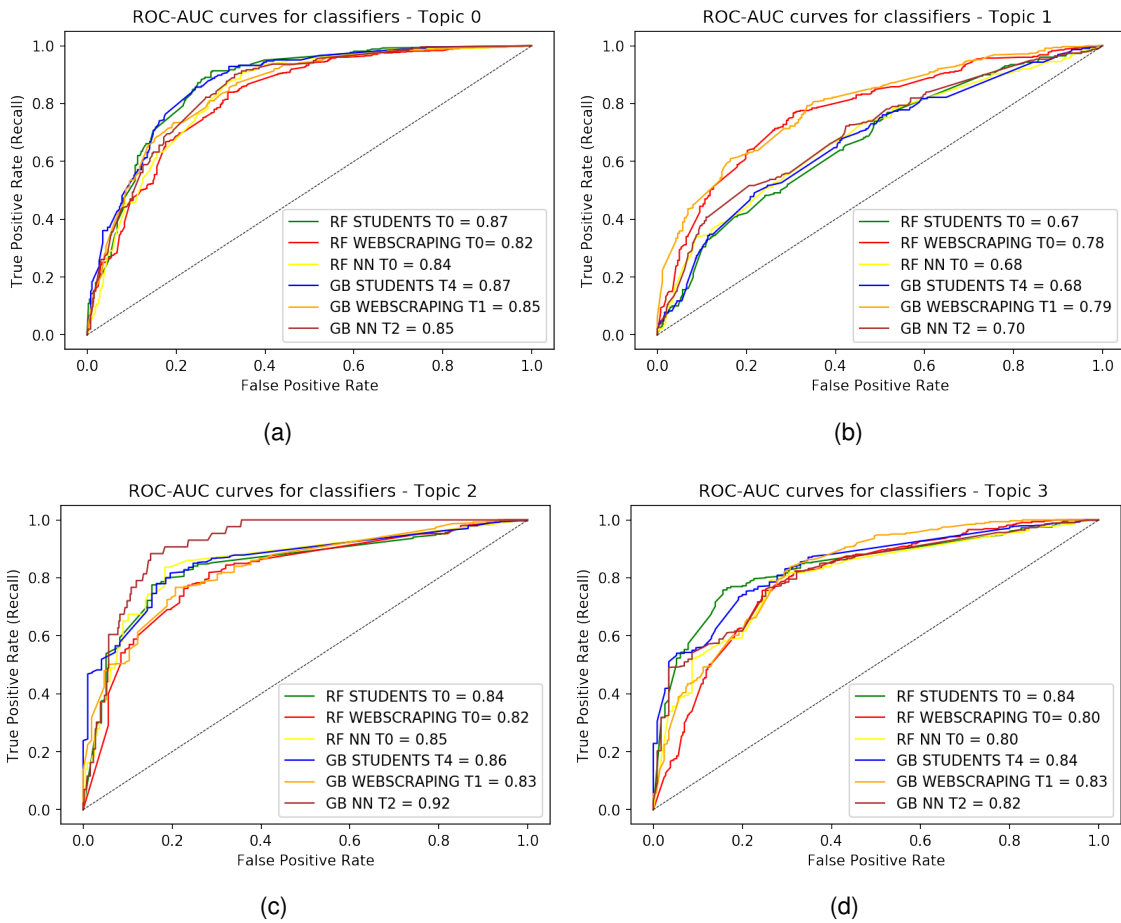 ROC-AUC curves for classifiers - Topic 0
True Positive Rate (Recall)
1.0
0.8
0.6
0.4
0.2
0.0
RF STUDENTS T0 = 0.87
RF WEBSCRAPING T0= 0.82
RF NN T0 = 0.84
GB STUDENTS T4 = 0.87
GB WEBSCRAPING T1 = 0.85
GB NN T2 = 0.85
0.0 0.2 0.4 0.6 0.8 1.0
False Positive Rate
(a)
ROC-AUC curves for classifiers - Topic 1
True Positive Rate (Recall)
1.0
0.8
0.6
0.4
0.2
0.0
RF STUDENTS T0 = 0.67
RF WEBSCRAPING T0= 0.78
RF NN T0 = 0.68
GB STUDENTS T4 = 0.68
GB WEBSCRAPING T1 = 0.79
GB NN T2 = 0.70
0.0 0.2 0.4 0.6 0.8 1.0
False Positive Rate
(b)
ROC-AUC curves for classifiers - Topic 2
True Positive Rate (Recall)
1.0
0.8
0.6
0.4
0.2
0.0
RF STUDENTS T0 = 0.84
RF WEBSCRAPING T0= 0.82
RF NN T0 = 0.85
GB STUDENTS T4 = 0.86
GB WEBSCRAPING T1 = 0.83
GB NN T2 = 0.92
0.0 0.2 0.4 0.6 0.8 1.0
False Positive Rate
(c)
ROC-AUC curves for classifiers - Topic 3
True Positive Rate (Recall)
1.0
0.8
0.6
0.4
0.2
0.0
RF STUDENTS T0 = 0.84
RF WEBSCRAPING T0= 0.80
RF NN T0 = 0.80
GB STUDENTS T4 = 0.84
GB WEBSCRAPING T1 = 0.83
GB NN T2 = 0.82
0.0 0.2 0.4 0.6 0.8 1.0
False Positive Rate
(d)